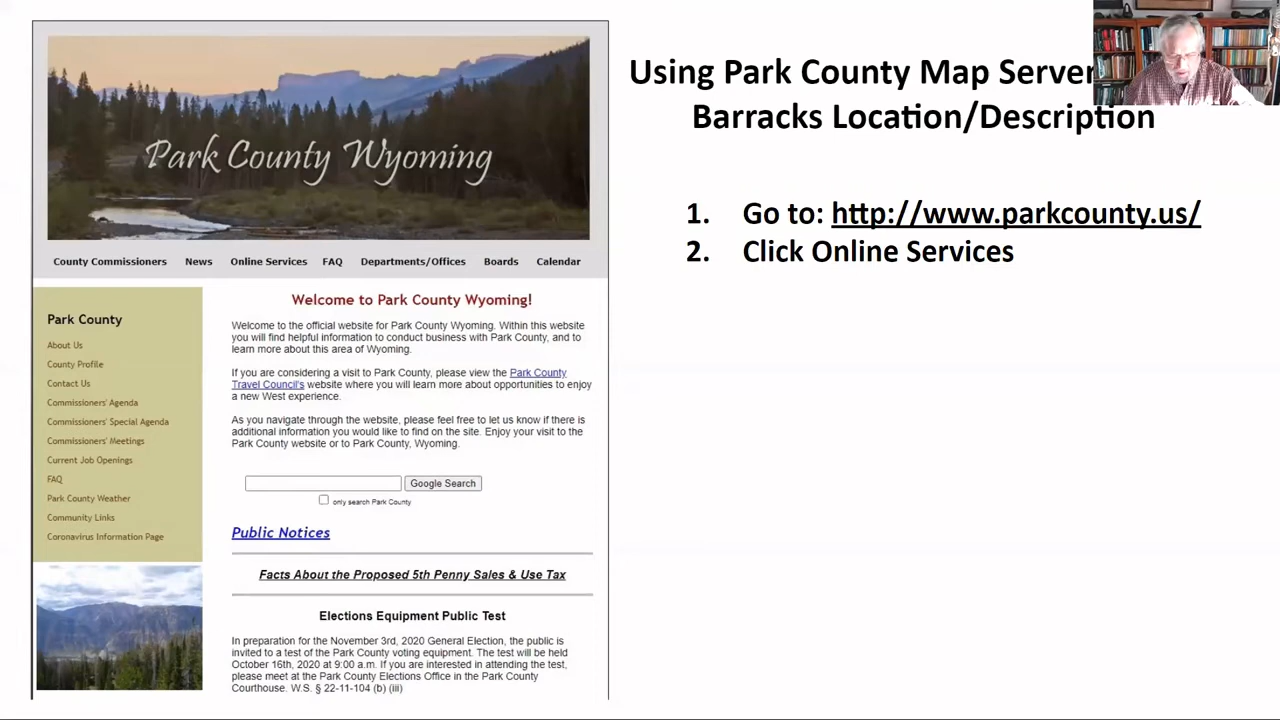 Park County Wyoming
County Commissioners News Online Services FAQ Departments/Offices Boards Calendar
Park County
About Us
County Profile
Contact Us
Commissioners' Agenda
Commissioners' Special Agenda
Commissioners' Meetings
Current Job Openings
FAQ
Park County Weather
Community Links
Coronavirus Information Page
Welcome to Park County Wyoming!
Welcome to the official website for Park County Wyoming. Within this website
you will find helpful information to conduct business with Park County, and to
learn more about this area of Wyoming.
If you are considering a visit to Park County, please view the Park County
Travel Council's website where you will learn more about opportunities to enjoy
a new West experience.
As you navigate through the website, please feel free to let us know if there is
additional information you would like to find on the site. Enjoy your visit to the
Park County website or to Park County, Wyoming.
Google Search
only search Park County
Public Notices
Facts About the Proposed 5th Penny Sales & Use Tax
Elections Equipment Public Test
In preparation for the November 3rd, 2020 General Election, the public is
invited to a test of the Park County voting equipment. The test will be held
October 16th, 2020 at 9:00 a.m. If you are interested in attending the test,
please meet at the Park County Elections Office in the Park County
Courthouse. W.S. § 22-11-104 (b) (iii)
Using Park County Map Server
Barracks Location/Description
1. Go to: http://www.parkcounty.us/
2. Click Online Services